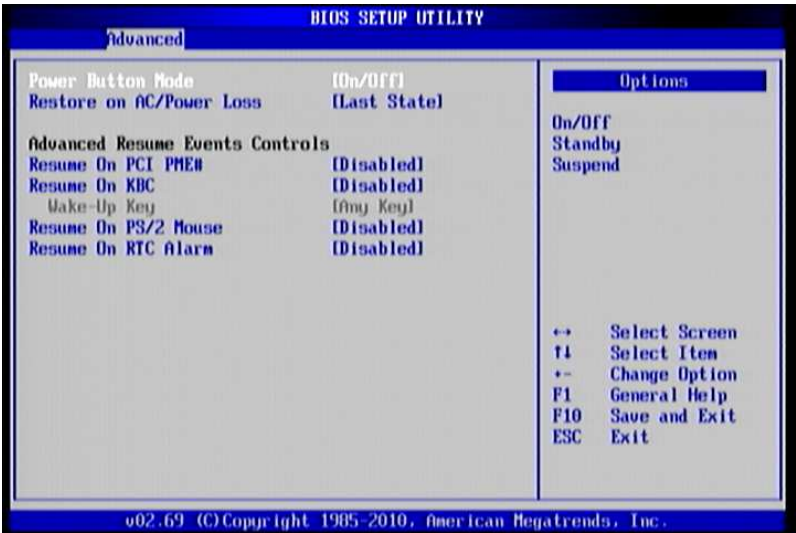 BIOS SETUP UTILITY
Advanced
Power Button Mode [On/Off]
Restore on AC/Power Loss [Last State]
Advanced Resume Events Controls
Resume On PCI PME# [Disabled]
Resume On KBC [Disabled]
Wake-Up Key [Any Key]
Resume On PS/2 Mouse [Disabled]
Resume On RTC Alarm [Disabled]
Options
On/Off
Standby
Suspend
↔ Select Screen
↑↓ Select Item
+- Change Option
F1 General Help
F10 Save and Exit
ESC Exit
v02.69 (C)Copyright 1985-2010, American Megatrends, Inc.